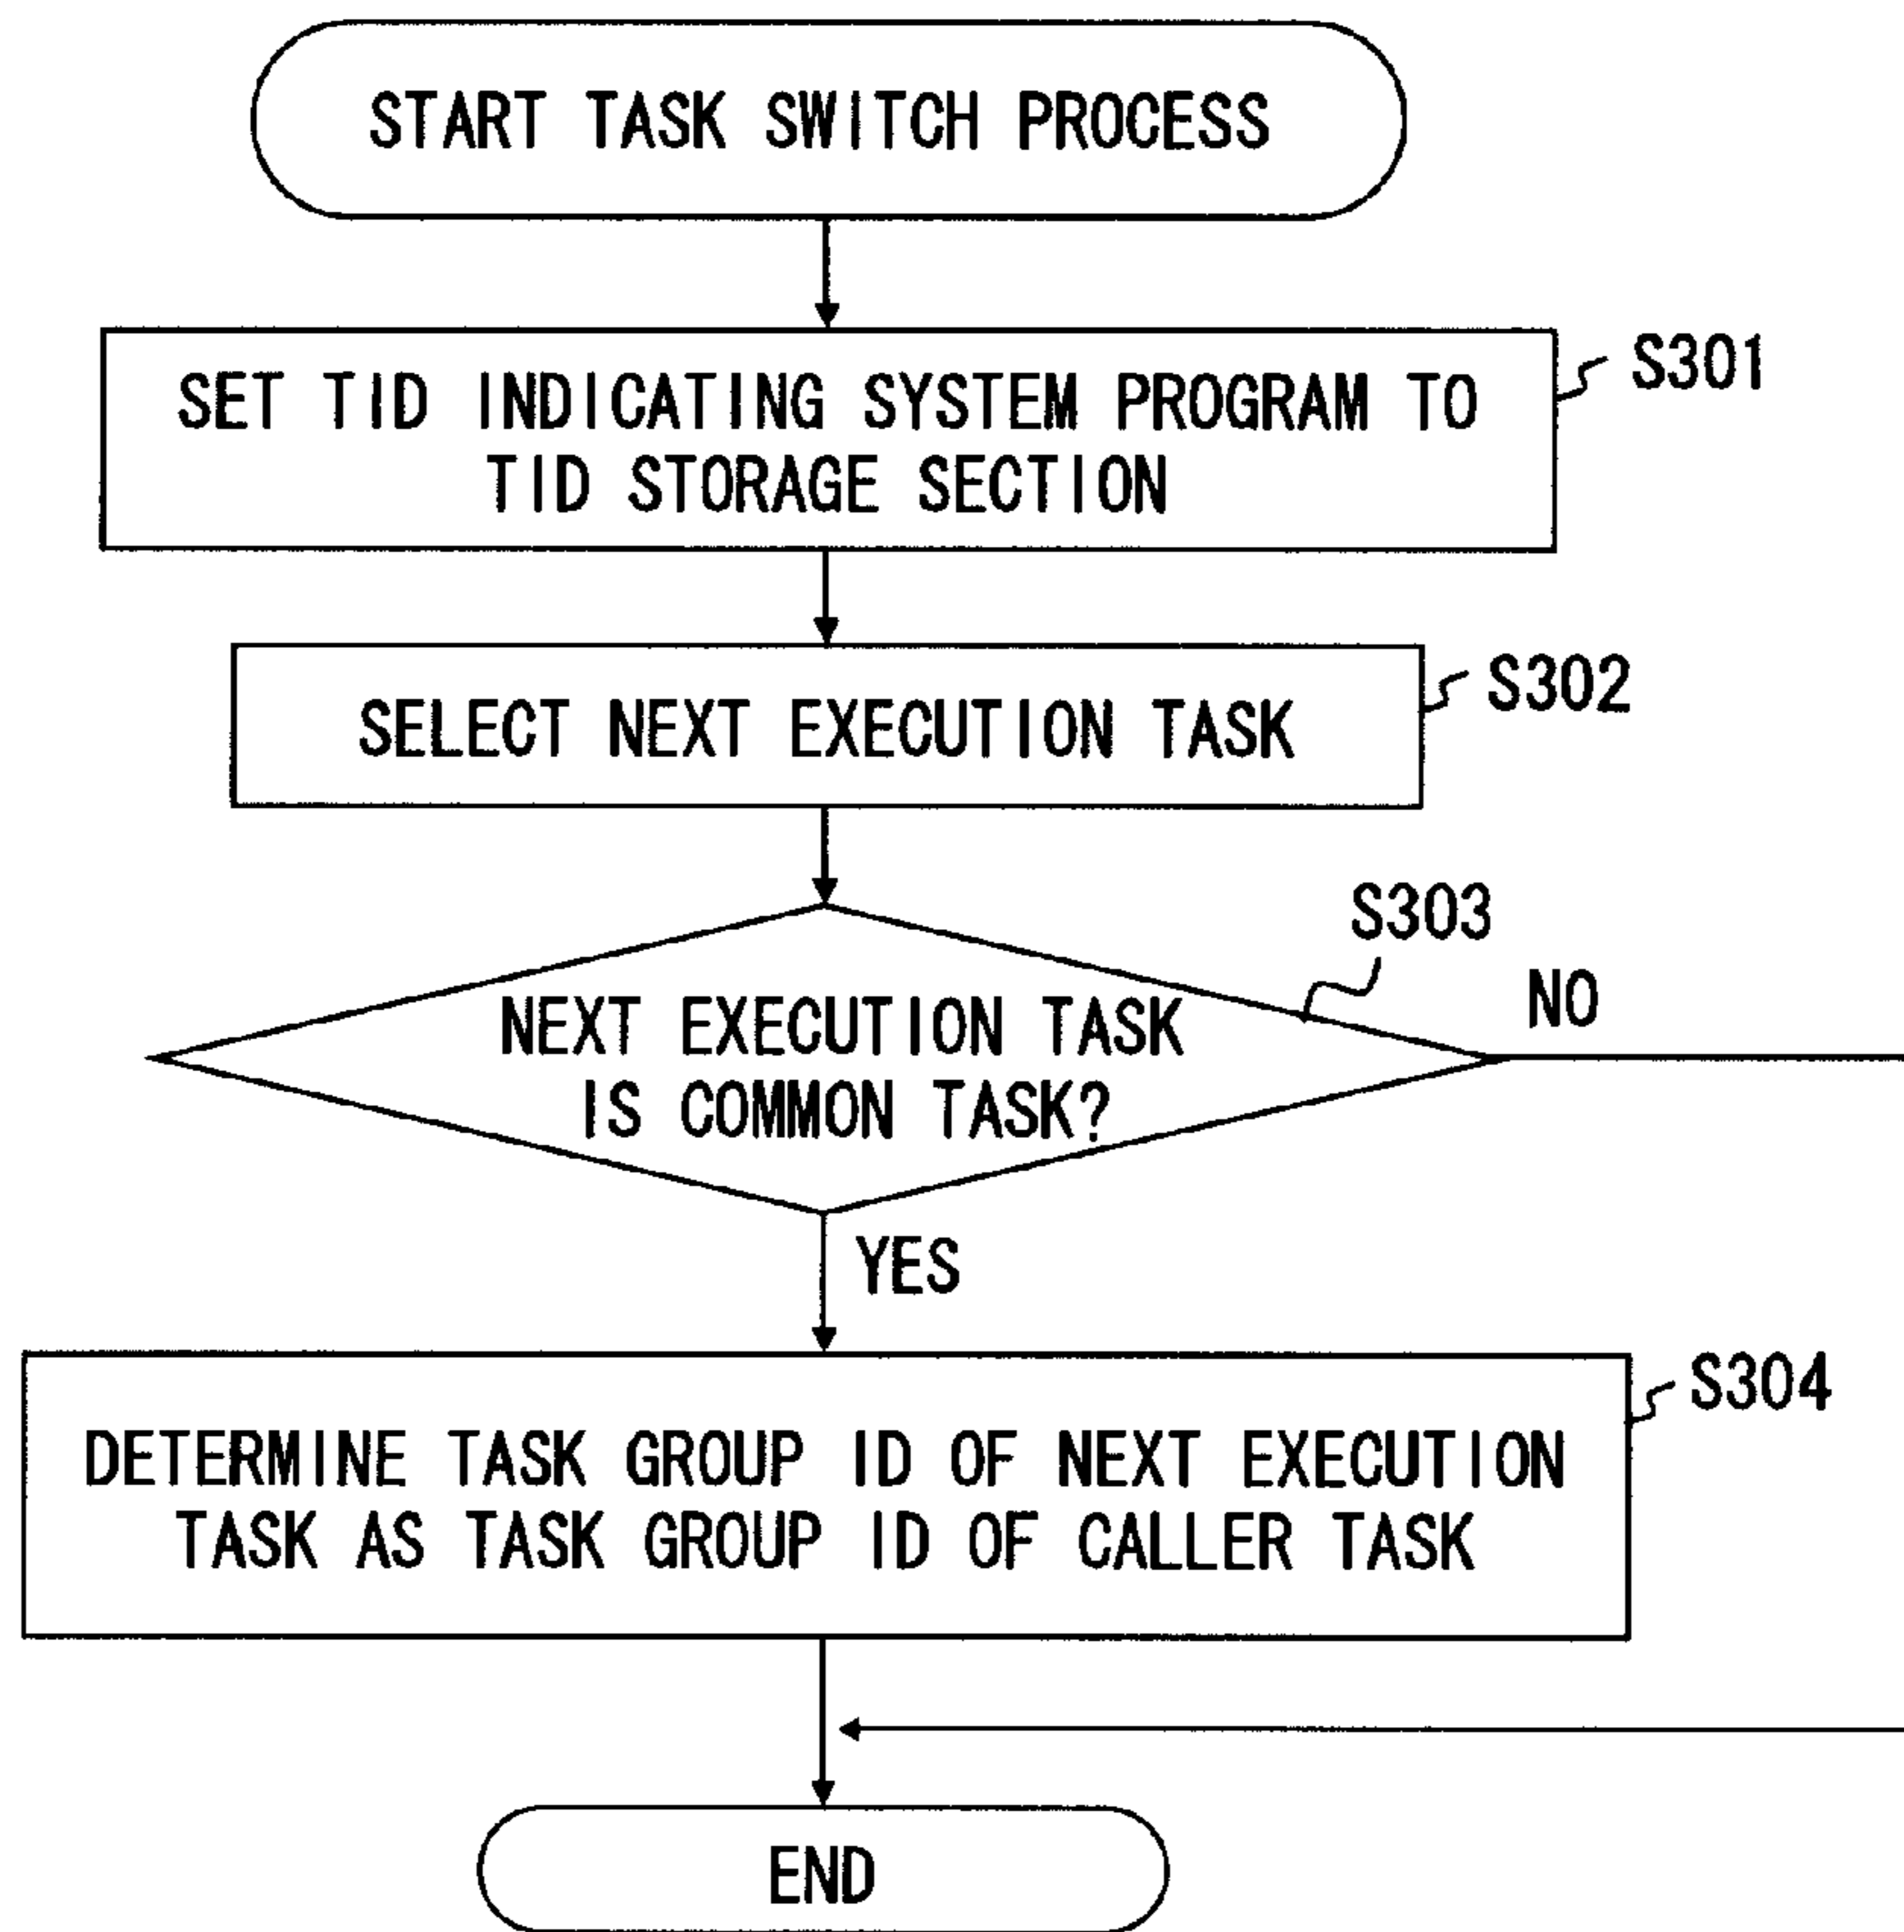 START TASK SWITCH PROCESS
SET TID INDICATING SYSTEM PROGRAM TO
TID STORAGE SECTION
S301
SELECT NEXT EXECUTION TASK
S302
S303
NEXT EXECUTION TASK
IS COMMON TASK?
NO
YES
DETERMINE TASK GROUP ID OF NEXT EXECUTION
TASK AS TASK GROUP ID OF CALLER TASK
S304
END